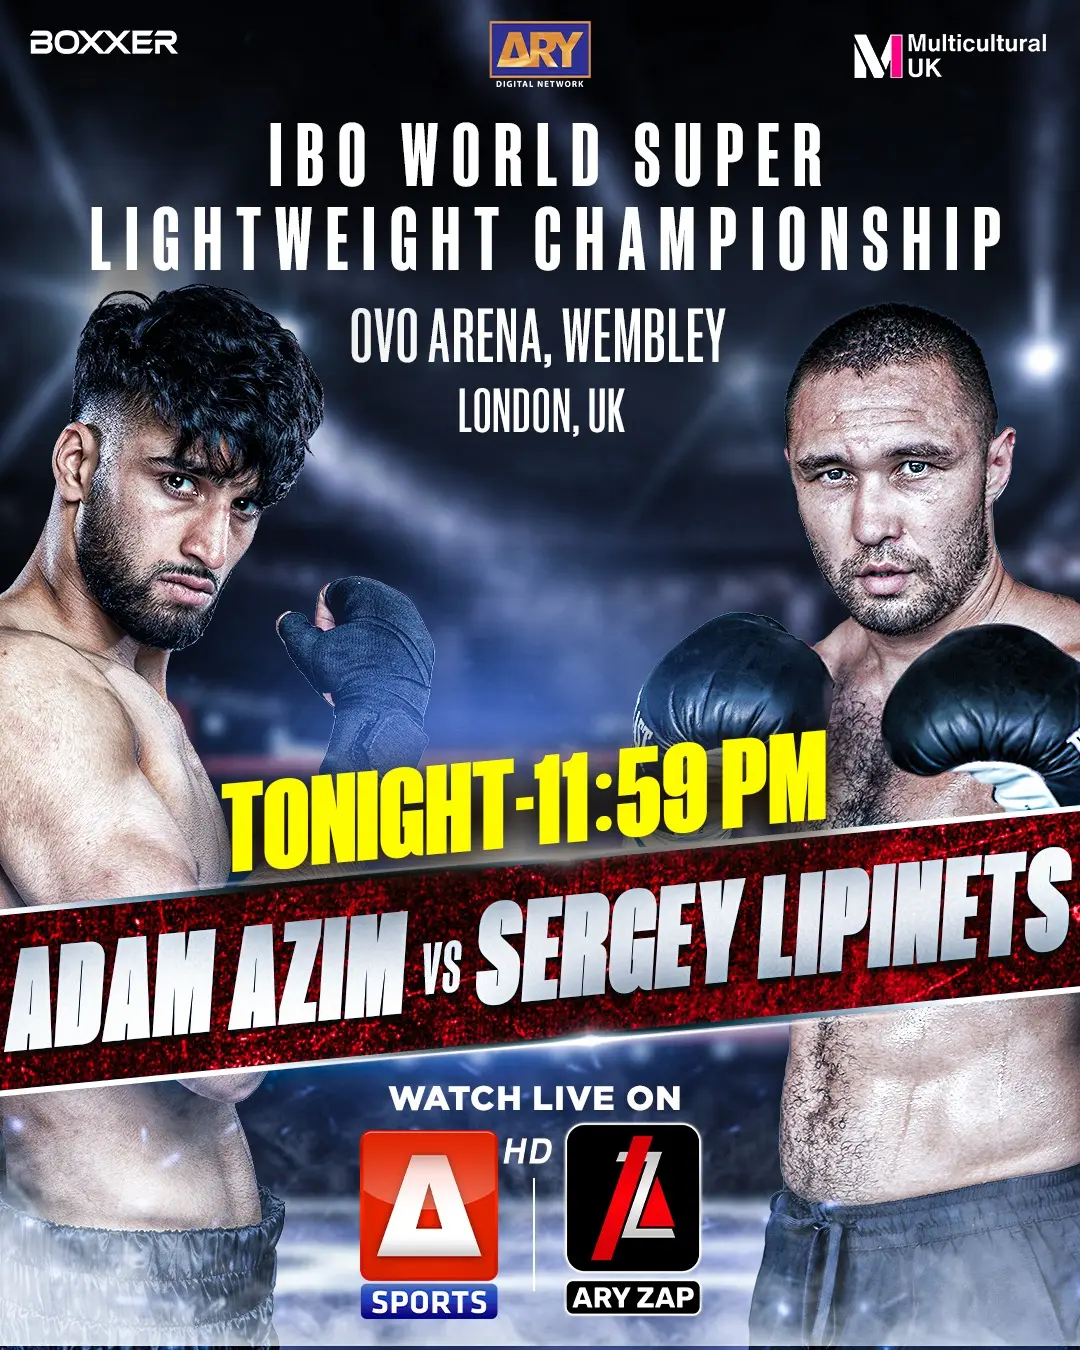 BOXXER
ARY
DIGITAL NETWORK
Multicultural
UK
IBO WORLD SUPER
LIGHTWEIGHT CHAMPIONSHIP
OVO ARENA, WEMBLEY
LONDON, UK
TONIGHT-11:59 PM
ADAM AZIM VS SERGEY LIPINETS
WATCH LIVE ON
A HD
SPORTS
ARY ZAP